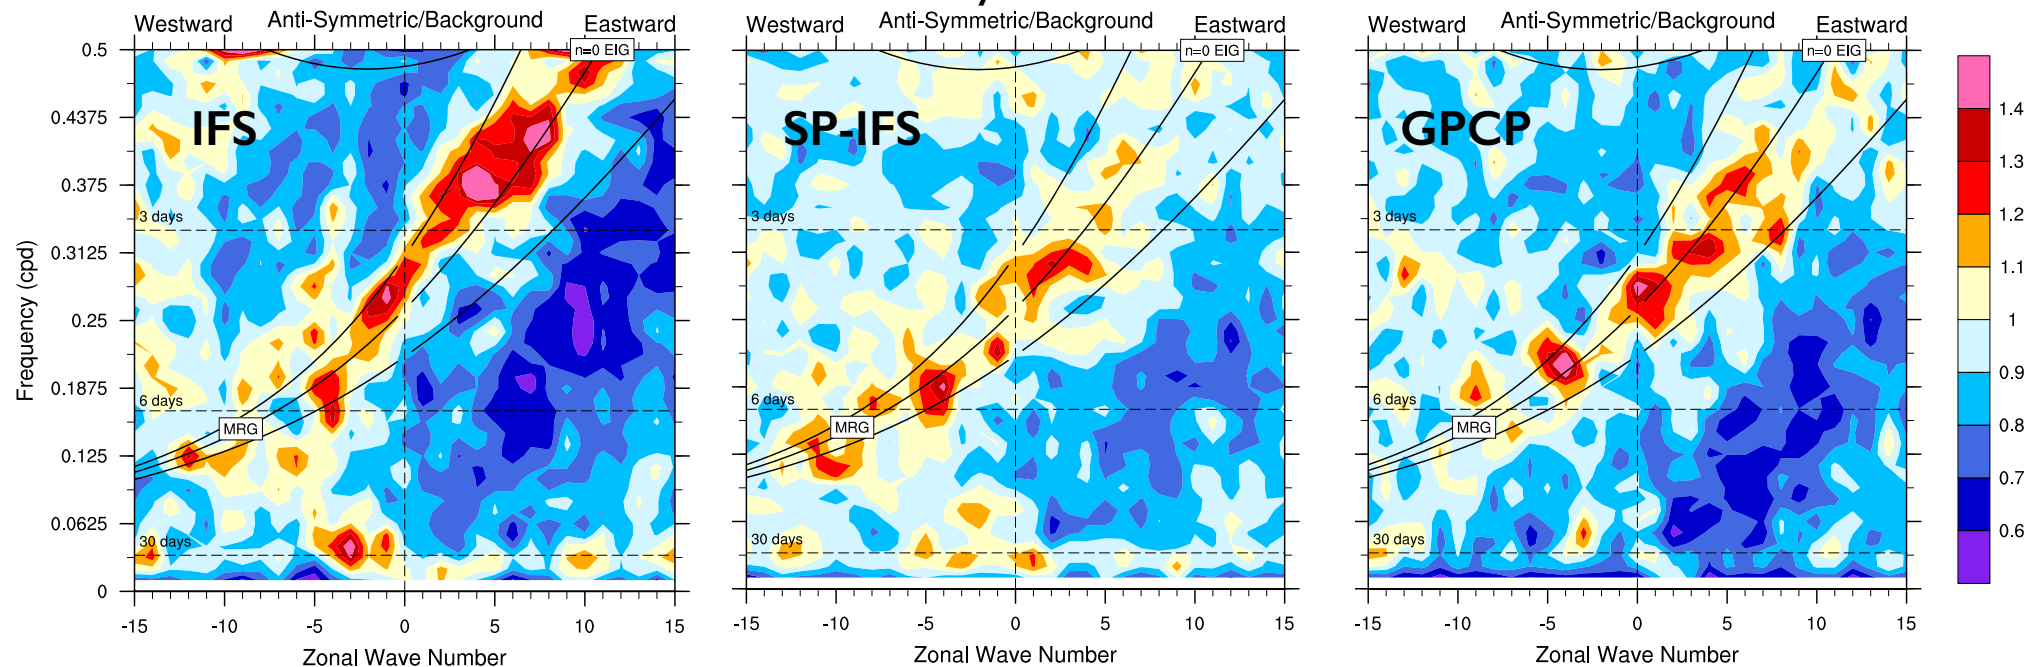 Westward Anti-Symmetric/Background Eastward
n=0 EIG
IFS
3 days
6 days
MRG
30 days
0.5
0.4375
0.375
0.3125
0.25
0.1875
0.125
0.0625
0
Frequency (cpd)
-15 -10 -5 0 5 10 15
Zonal Wave Number
Westward Anti-Symmetric/Background Eastward
n=0 EIG
SP-IFS
3 days
6 days
MRG
30 days
-15 -10 -5 0 5 10 15
Zonal Wave Number
Westward Anti-Symmetric/Background Eastward
n=0 EIG
GPCP
3 days
6 days
MRG
30 days
-15 -10 -5 0 5 10 15
Zonal Wave Number
1.4
1.3
1.2
1.1
1
0.9
0.8
0.7
0.6